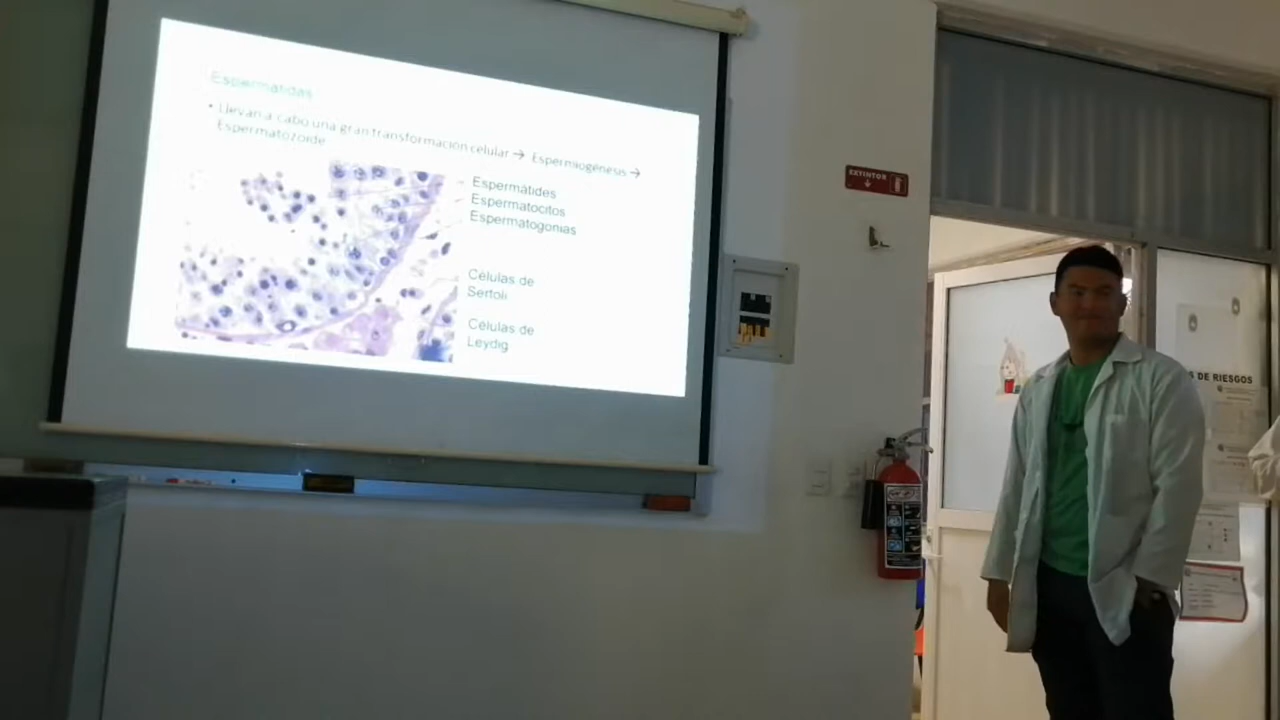 Espermátidas
• Llevan a cabo una gran transformación celular → Espermiogénesis →
Espermatozoide
Espermátides
Espermatocitos
Espermatogonias
Células de
Sertoli
Células de
Leydig
EXTINTOR
S DE RIESGOS